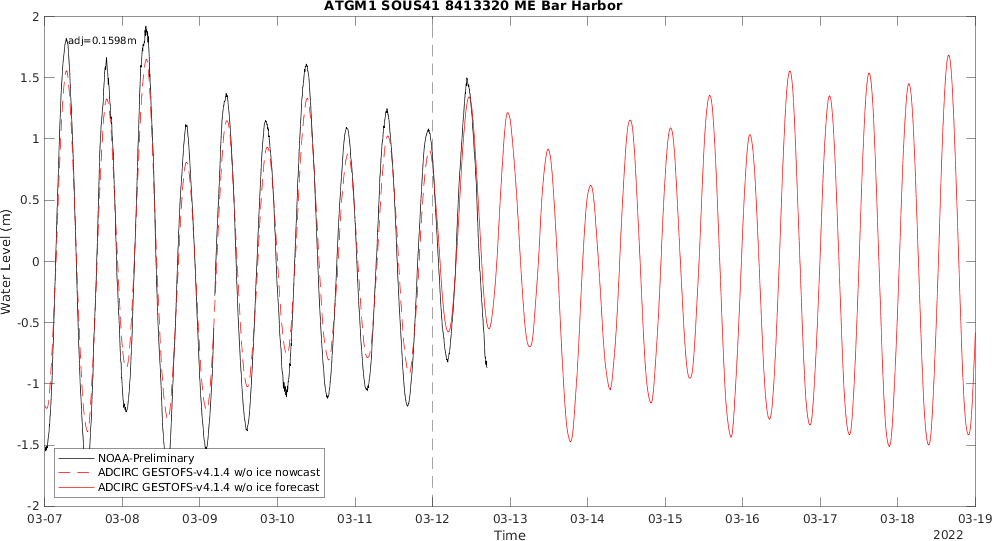 ATGM1 SOUS41 8413320 ME Bar Harbor
adj=0.1598m
2
1.5
1
0.5
0
-0.5
-1
-1.5
-2
Water Level (m)
NOAA-Preliminary
ADCIRC GESTOFS-v4.1.4 w/o ice nowcast
ADCIRC GESTOFS-v4.1.4 w/o ice forecast
03-07 03-08 03-09 03-10 03-11 03-12 03-13 03-14 03-15 03-16 03-17 03-18 03-19
Time
2022